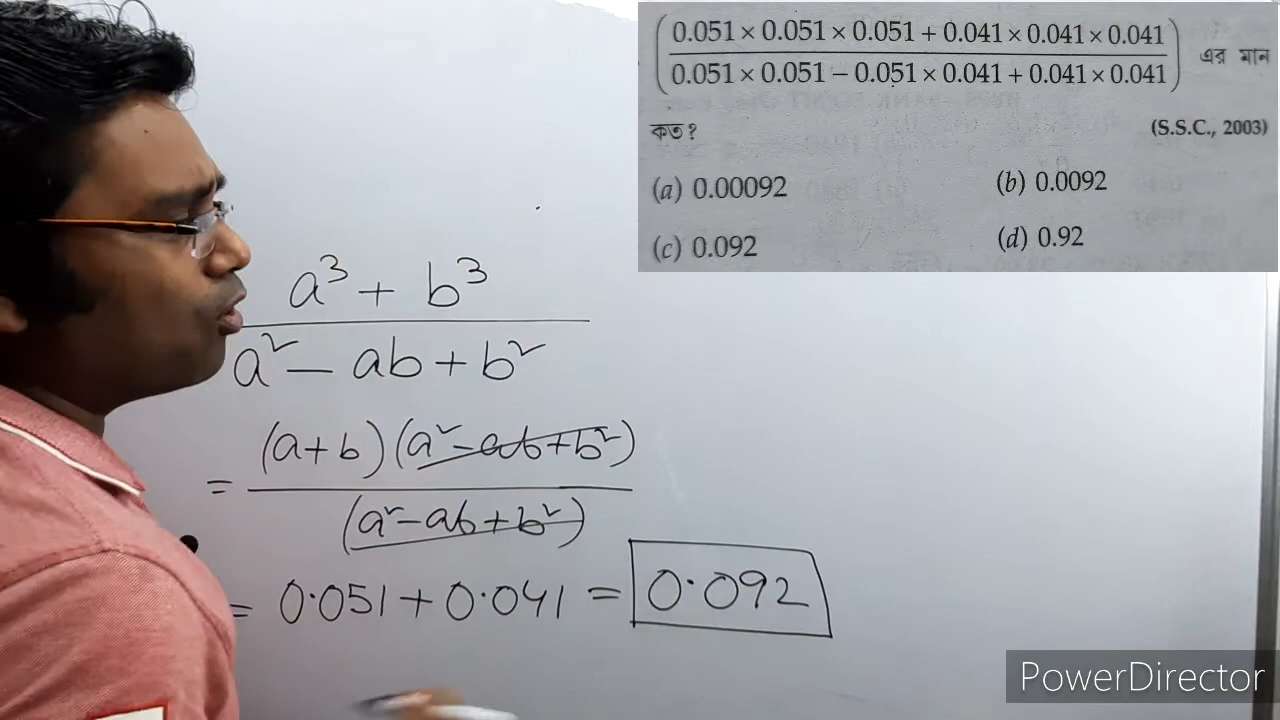 (0.051 × 0.051 × 0.051 + 0.041 × 0.041 × 0.041
0.051 × 0.051 − 0.051 × 0.041 + 0.041 × 0.041) এর মান
কত?
(S.S.C., 2003)
(a) 0.00092
(b) 0.0092
(c) 0.092
(d) 0.92
a³ + b³
a² − ab + b²
= (a+b)(a²−ab+b²)
(a²−ab+b²)
= 0.051 + 0.041 = 0.092
PowerDirector